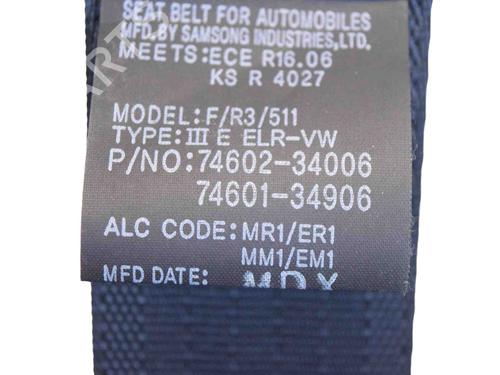 SEAT BELT FOR AUTOMOBILES
MFD.BY SAMSONG INDUSTRIES,LTD.
MEETS:ECE R16.06
KS R 4027
MODEL:F/R3/511
TYPE:III E ELR-VW
P/NO:74602-34006
74601-34906
ALC CODE:MR1/ER1
MM1/EM1
MFD DATE: MDX